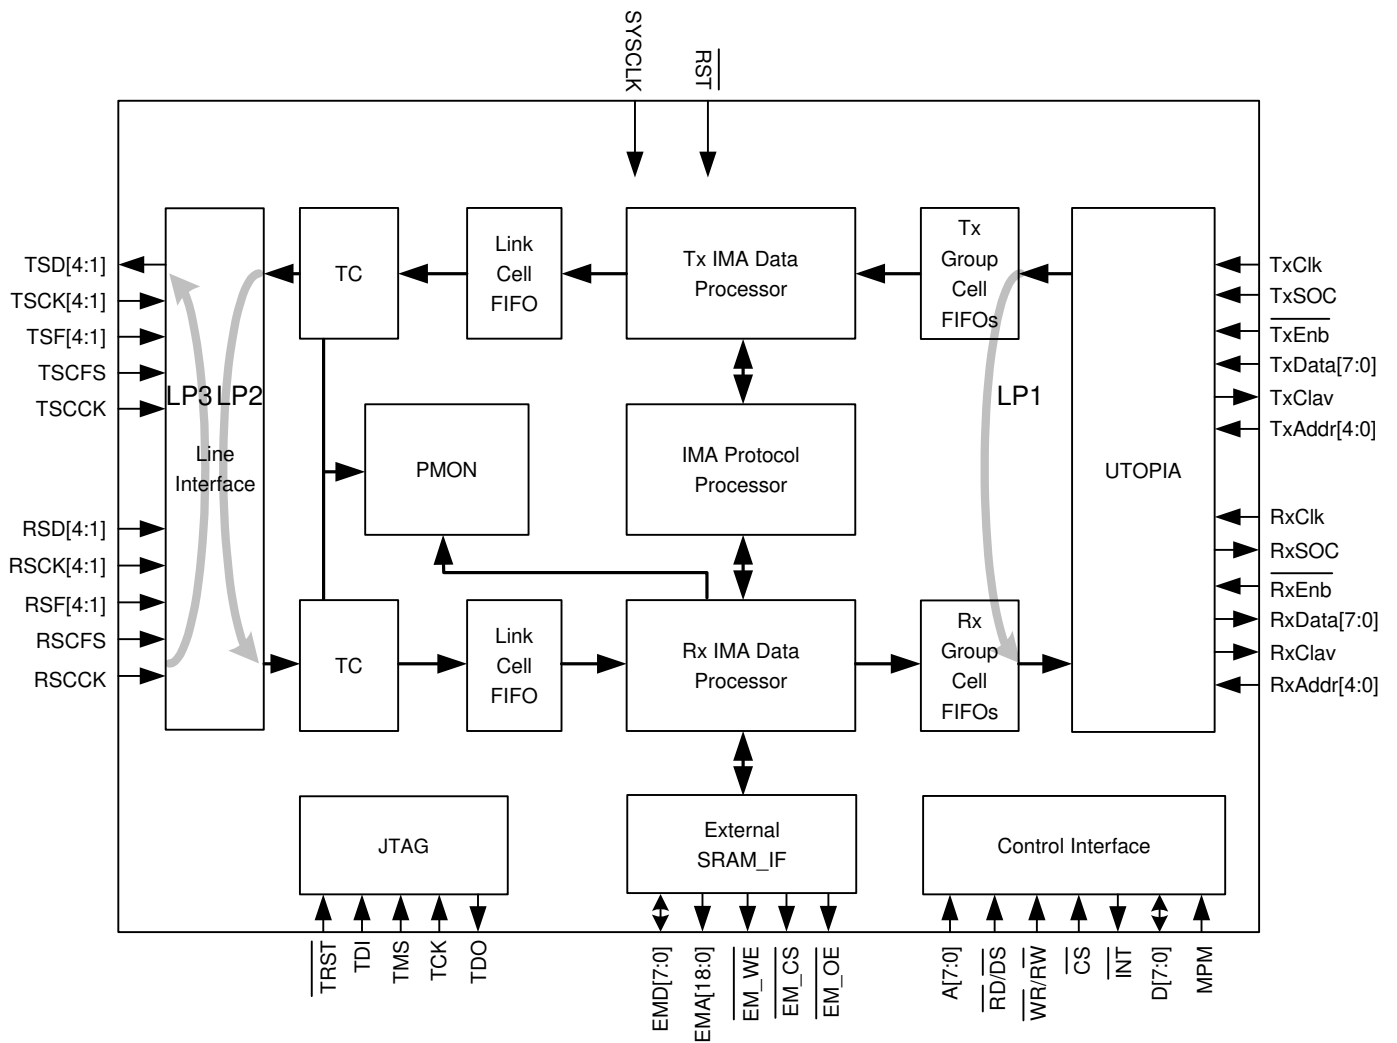 SYSCLK
RST
TSD[4:1]
TSCK[4:1]
TSF[4:1]
TSCFS
TSCCK
RSD[4:1]
RSCK[4:1]
RSF[4:1]
RSCFS
RSCCK
LP3
LP2
Line
Interface
TC
Link
Cell
FIFO
Tx IMA Data
Processor
Tx
Group
Cell
FIFOs
PMON
IMA Protocol
Processor
LP1
UTOPIA
TC
Link
Cell
FIFO
Rx IMA Data
Processor
Rx
Group
Cell
FIFOs
TxClk
TxSOC
TxEnb
TxData[7:0]
TxClav
TxAddr[4:0]
RxClk
RxSOC
RxEnb
RxData[7:0]
RxClav
RxAddr[4:0]
JTAG
External
SRAM_IF
Control Interface
TRST
TDI
TMS
TCK
TDO
EMD[7:0]
EMA[18:0]
EM_WE
EM_CS
EM_OE
A[7:0]
RD/DS
WR/RW
CS
INT
D[7:0]
MPM